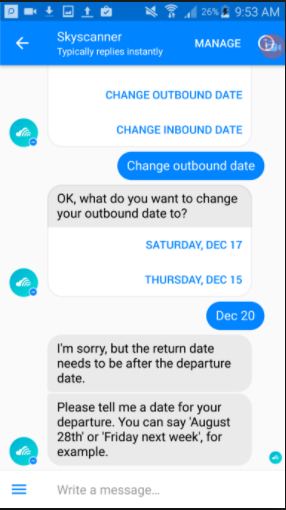 26% 9:53 AM
Skyscanner
Typically replies instantly
MANAGE
CHANGE OUTBOUND DATE
CHANGE INBOUND DATE
Change outbound date
OK, what do you want to change
your outbound date to?
SATURDAY, DEC 17
THURSDAY, DEC 15
Dec 20
I'm sorry, but the return date
needs to be after the departure
date.
Please tell me a date for your
departure. You can say 'August
28th' or 'Friday next week', for
example.
Write a message...